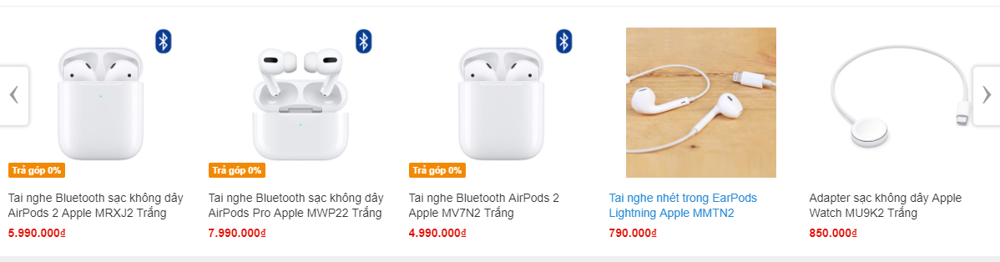 Trả góp 0%
Tai nghe Bluetooth sạc không dây
AirPods 2 Apple MRXJ2 Trắng
5.990.000₫
Trả góp 0%
Tai nghe Bluetooth sạc không dây
AirPods Pro Apple MWP22 Trắng
7.990.000₫
Trả góp 0%
Tai nghe Bluetooth AirPods 2
Apple MV7N2 Trắng
4.990.000₫
Tai nghe nhét trong EarPods
Lightning Apple MMTN2
790.000₫
Adapter sạc không dây Apple
Watch MU9K2 Trắng
850.000₫